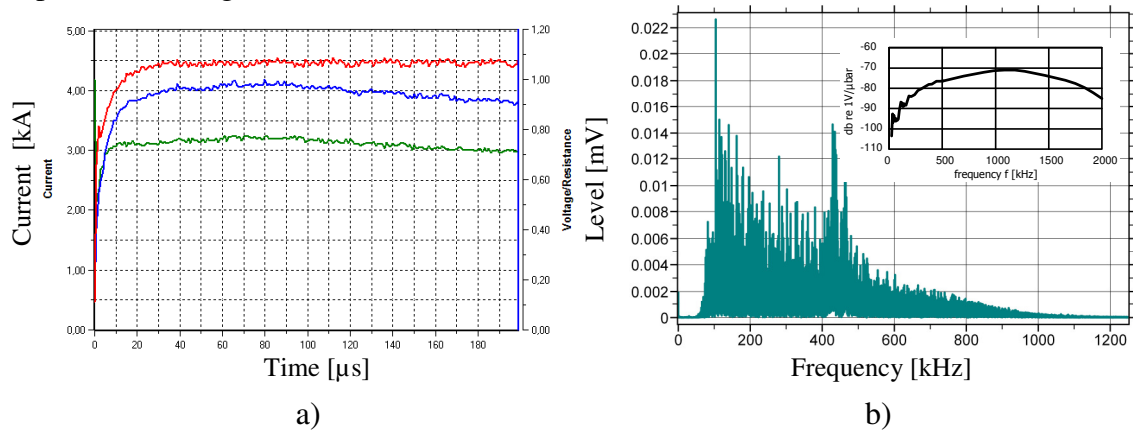 5,00
4,00
3,00
2,00
1,00
0,00
Current [kA]
Current
1,20
1,00
0,80
0,60
0,40
0,20
0,00
Voltage/Resistance
0 20 40 60 80 100 120 140 160 180
Time [µs]
a)
0.022
0.02
0.018
0.016
0.014
0.012
0.01
0.008
0.006
0.004
0.002
0
Level [mV]
0 200 400 600 800 1000 1200
Frequency [kHz]
-60
-70
-80
-90
-100
-110
db re 1V/µbar
0 500 1000 1500 2000
frequency f [kHz]
b)